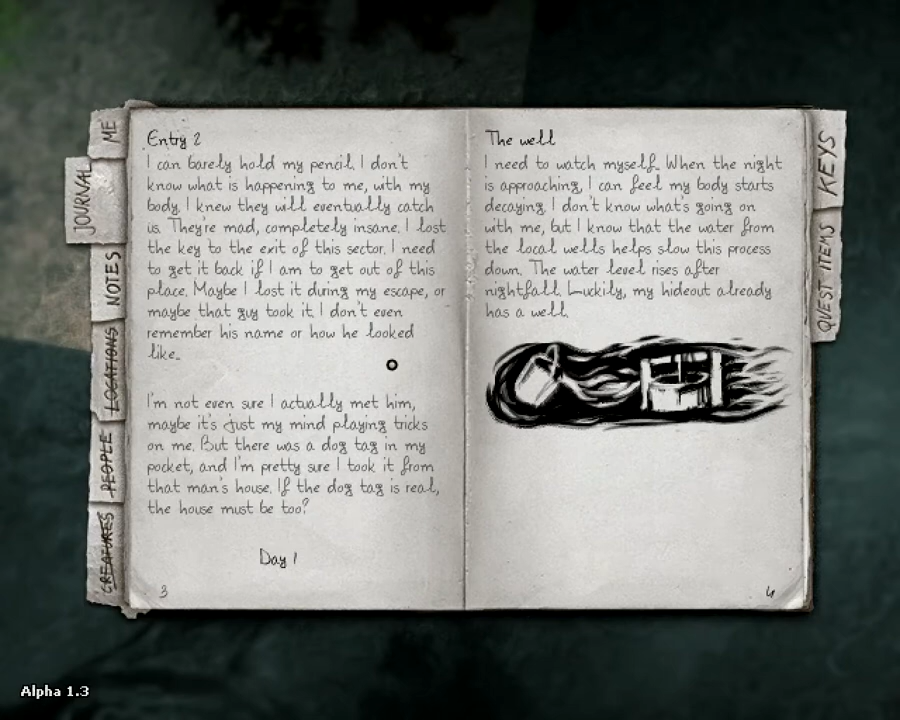 ME
JOURNAL
NOTES
LOCATIONS
PEOPLE
CREATURES
Entry 2
I can barely hold my pencil. I don't
know what is happening to me, with my
body. I knew they will eventually catch
us. They're mad, completely insane. I lost
the key to the exit of this sector. I need
to get it back if I am to get out of this
place. Maybe I lost it during my escape, or
maybe that guy took it. I don't even
remember his name or how he looked
like..
I'm not even sure I actually met him,
maybe it's just my mind playing tricks
on me. But there was a dog tag in my
pocket, and I'm pretty sure I took it from
that man's house. If the dog tag is real,
the house must be too?
Day 1
3
The well
I need to watch myself. When the night
is approaching, I can feel my body starts
decaying. I don't know what's going on
with me, but I know that the water from
the local wells helps slow this process
down. The water level rises after
nightfall. Luckily, my hideout already
has a well.
4
KEYS
QUEST ITEMS
Alpha 1.3